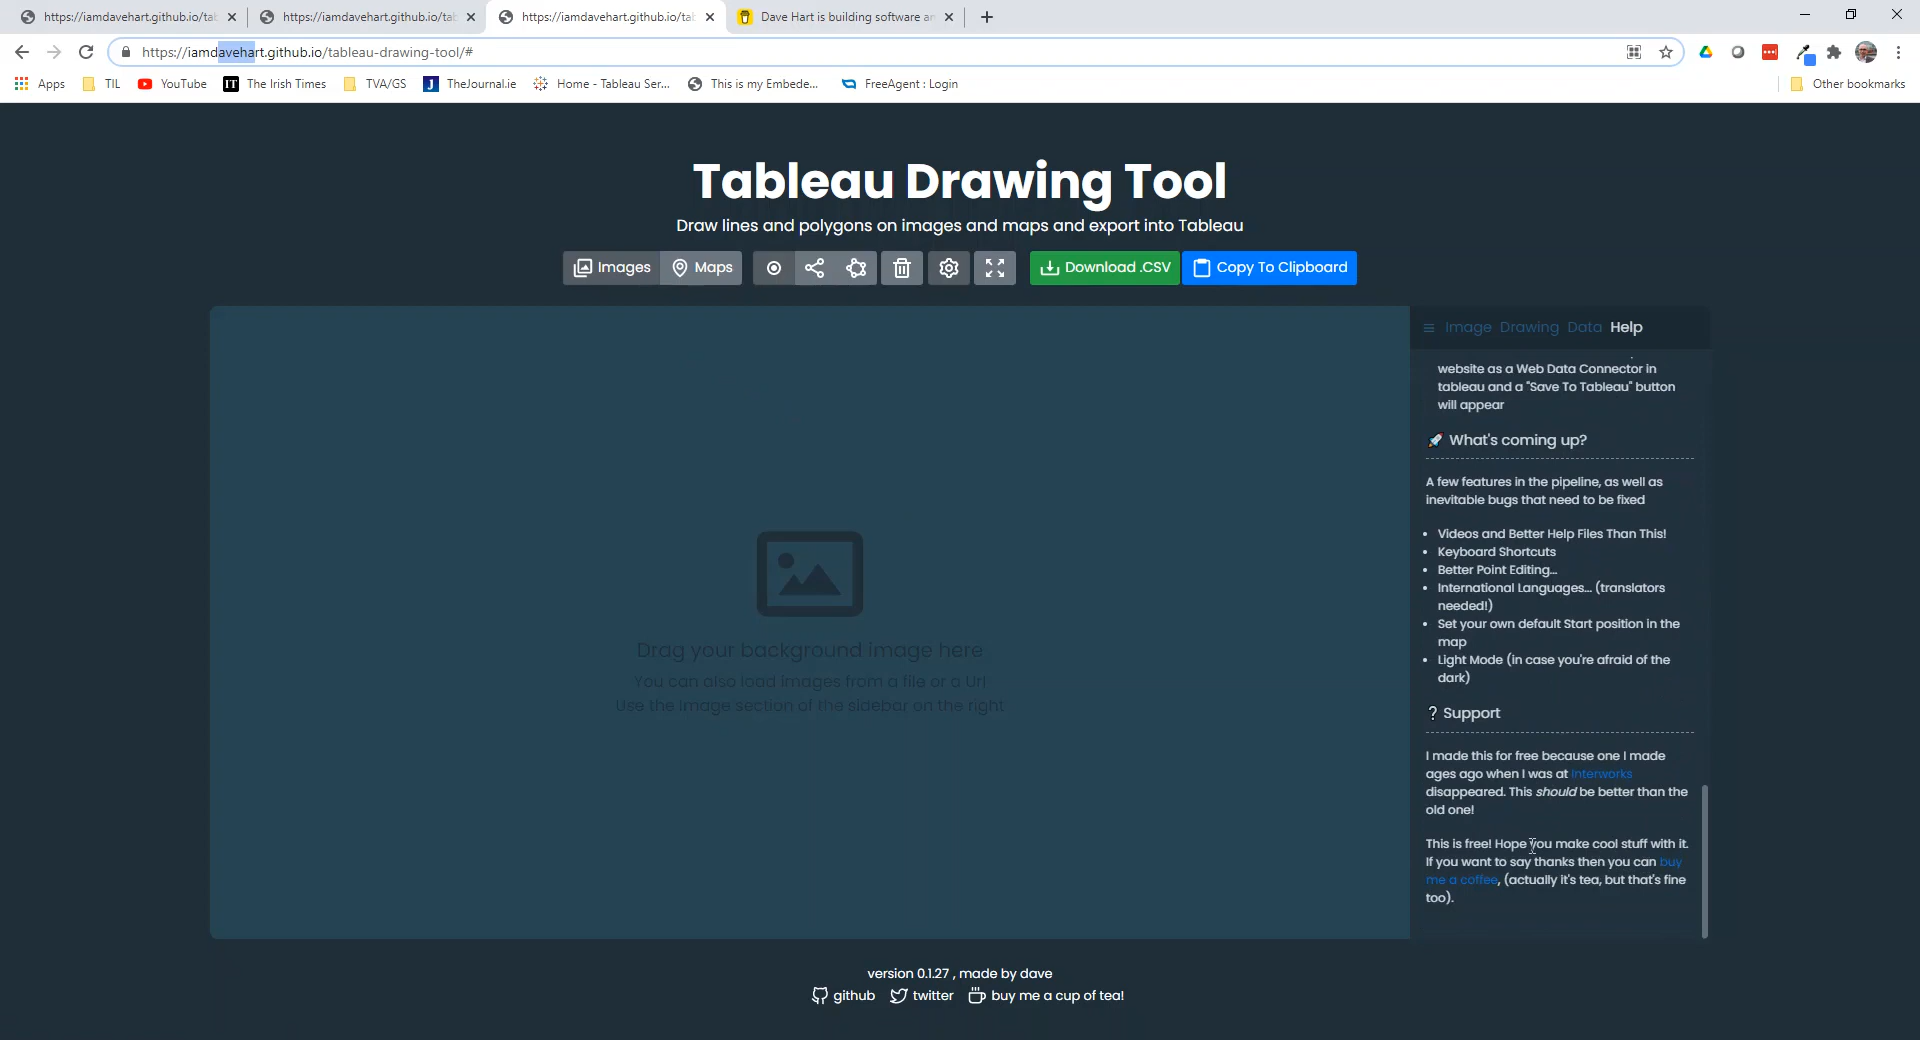 https://iamdavehart.github.io/tab
https://iamdavehart.github.io/tab
https://iamdavehart.github.io/tab
Dave Hart is building software an
https://iamdavehart.github.io/tableau-drawing-tool/#
Apps
TIL
YouTube
IT The Irish Times
TVA/GS
J TheJournal.ie
Home - Tableau Ser...
This is my Embede...
FreeAgent : Login
Other bookmarks
Tableau Drawing Tool
Draw lines and polygons on images and maps and export into Tableau
Images
Maps
Download .CSV
Copy To Clipboard
Image Drawing Data Help
website as a Web Data Connector in
tableau and a "Save To Tableau" button
will appear
🚀 What's coming up?
A few features in the pipeline, as well as
inevitable bugs that need to be fixed
• Videos and Better Help Files Than This!
• Keyboard Shortcuts
• Better Point Editing...
• International Languages... (translators
needed!)
• Set your own default Start position in the
map
• Light Mode (in case you're afraid of the
dark)
? Support
I made this for free because one I made
ages ago when I was at Interworks
disappeared. This should be better than the
old one!
This is free! Hope you make cool stuff with it.
If you want to say thanks then you can buy
me a coffee, (actually it's tea, but that's fine
too).
Drag your background image here
You can also load images from a file or a Url
Use the Image section of the sidebar on the right
version 0.1.27 , made by dave
github
twitter
buy me a cup of tea!